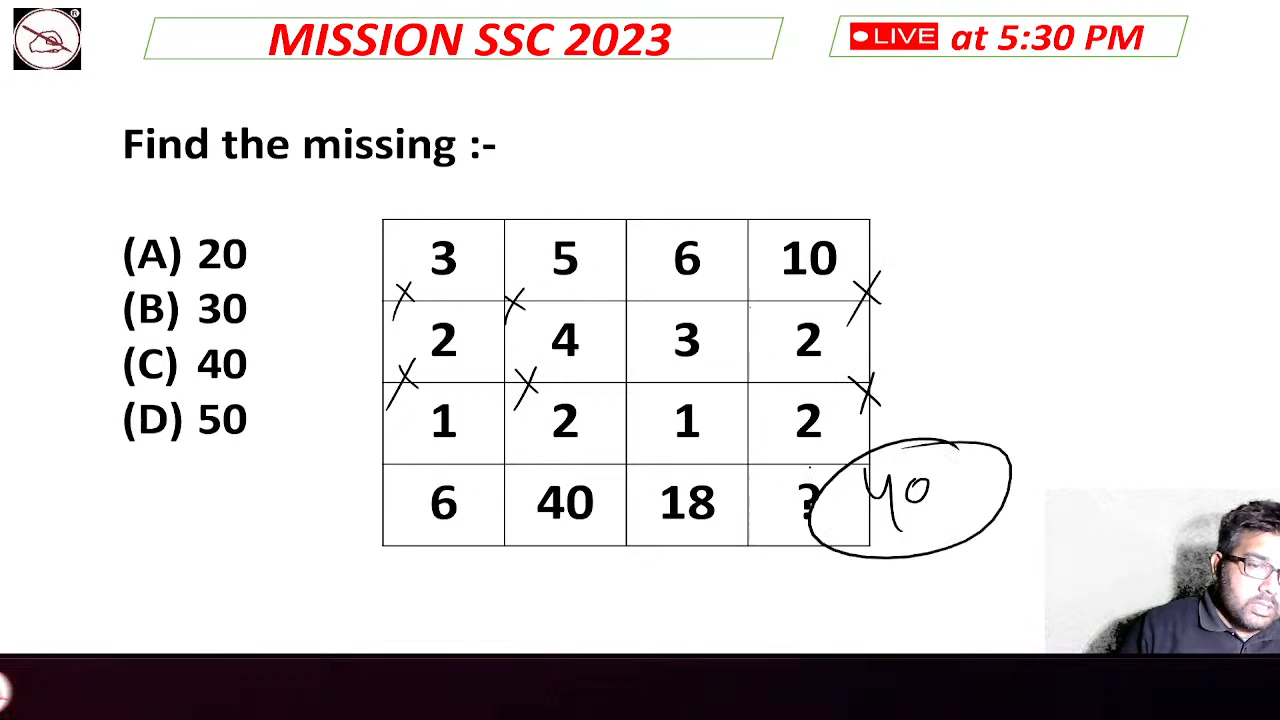 MISSION SSC 2023
LIVE at 5:30 PM
Find the missing :-
(A) 20
(B) 30
(C) 40
(D) 50
3 5 6 10
× × ×
2 4 3 2
× × ×
1 2 1 2
6 40 18 ? 40